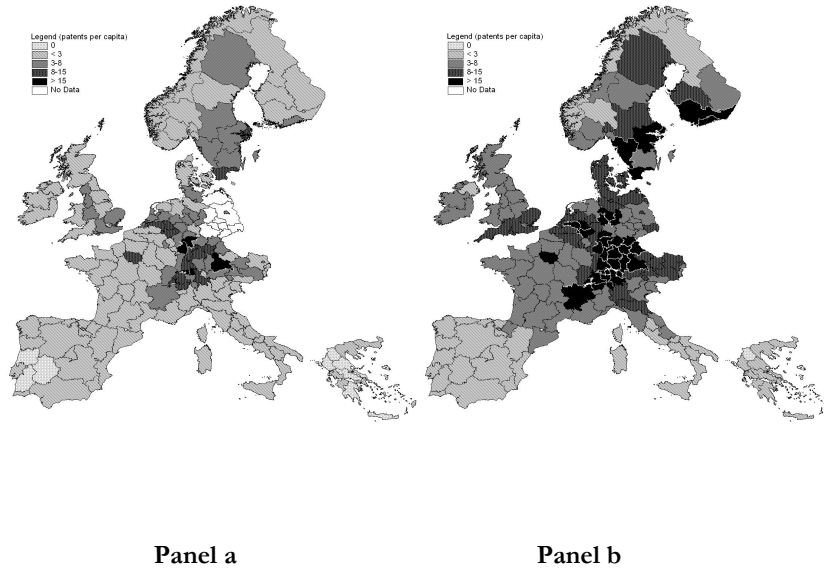 Legend (patents per capita)
0
< 3
3-8
8-15
> 15
No Data
Legend (patents per capita)
0
< 3
3-8
8-15
> 15
No Data
Panel a
Panel b